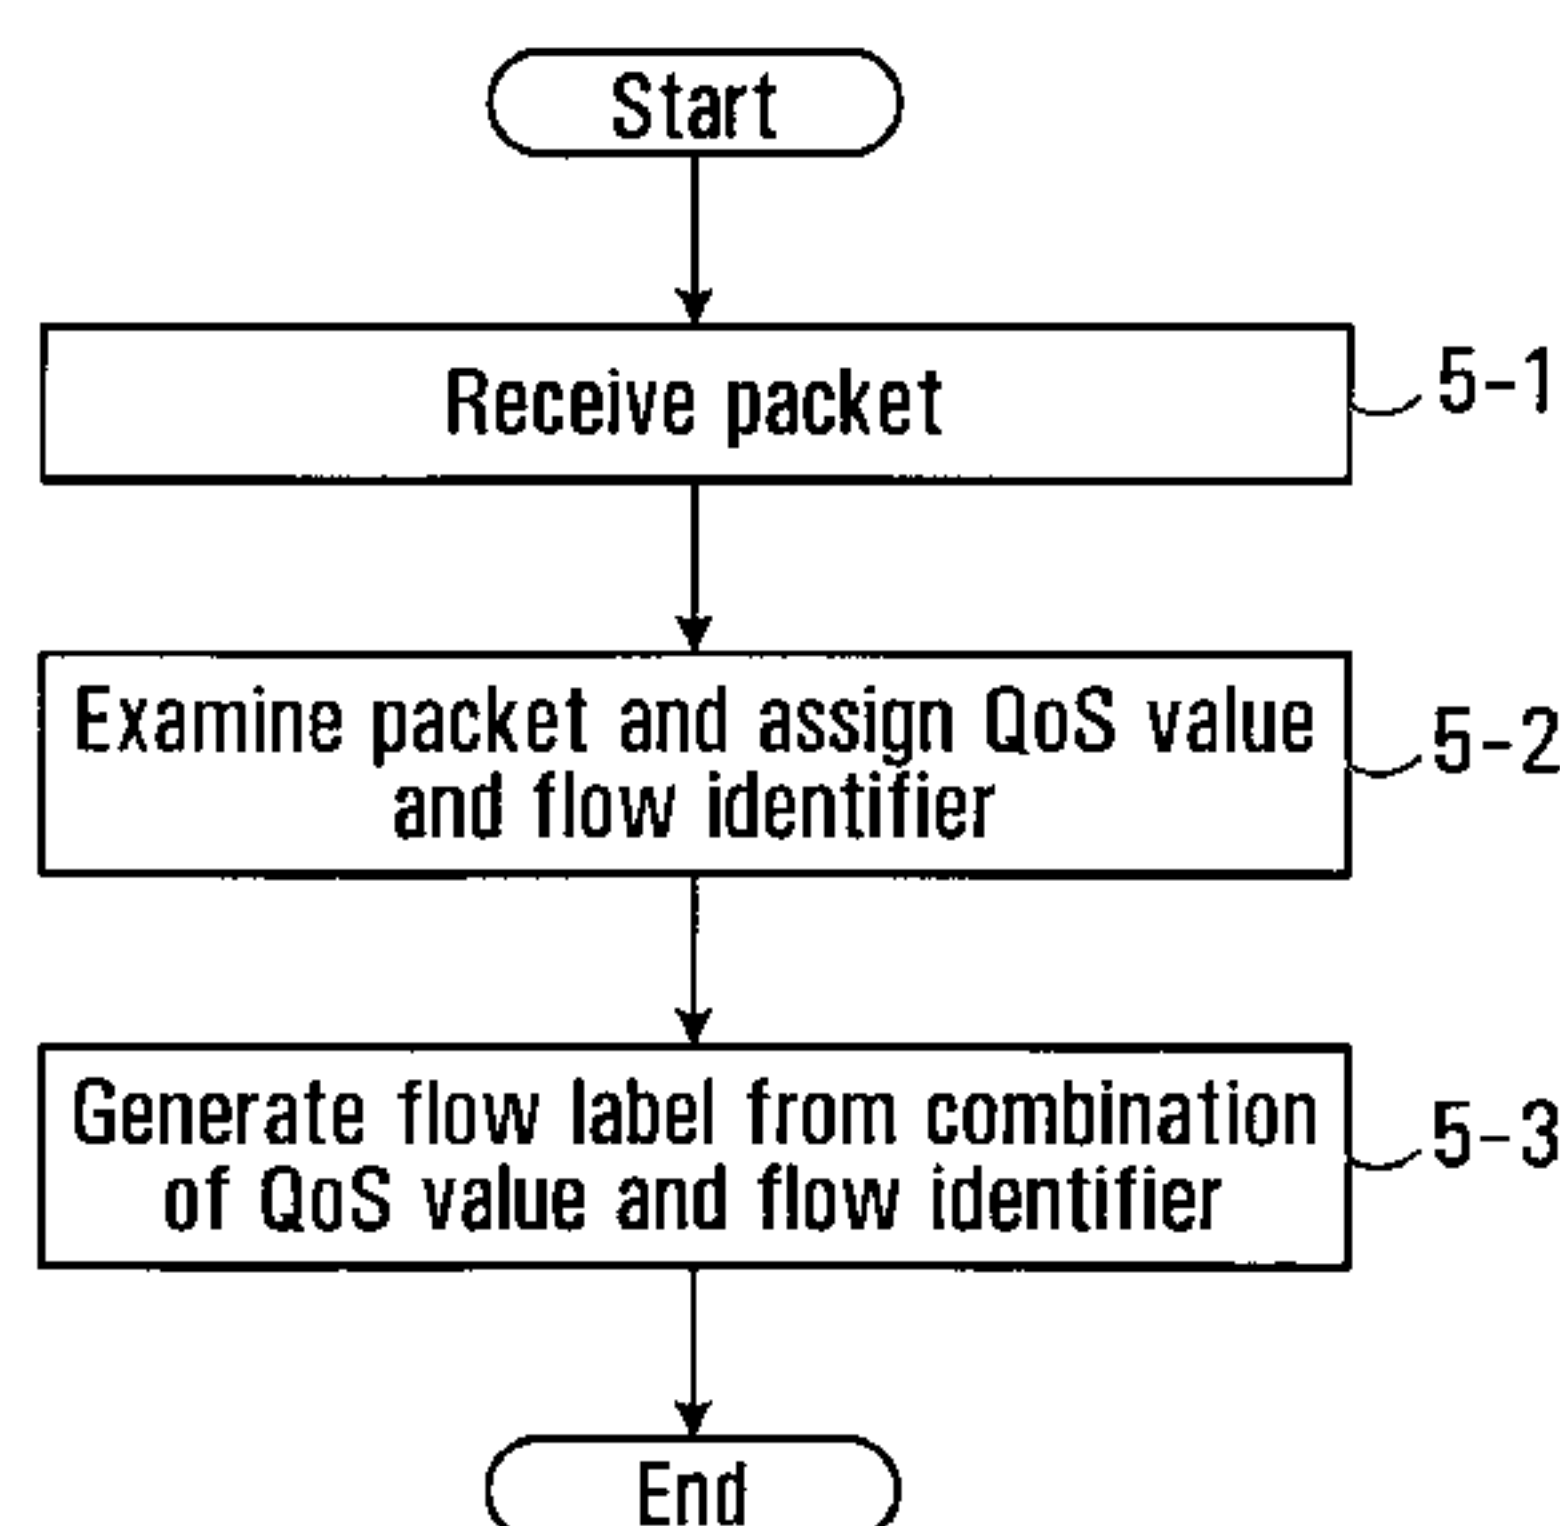 Start
Receive packet
5-1
Examine packet and assign QoS value
and flow identifier
5-2
Generate flow label from combination
of QoS value and flow identifier
5-3
End